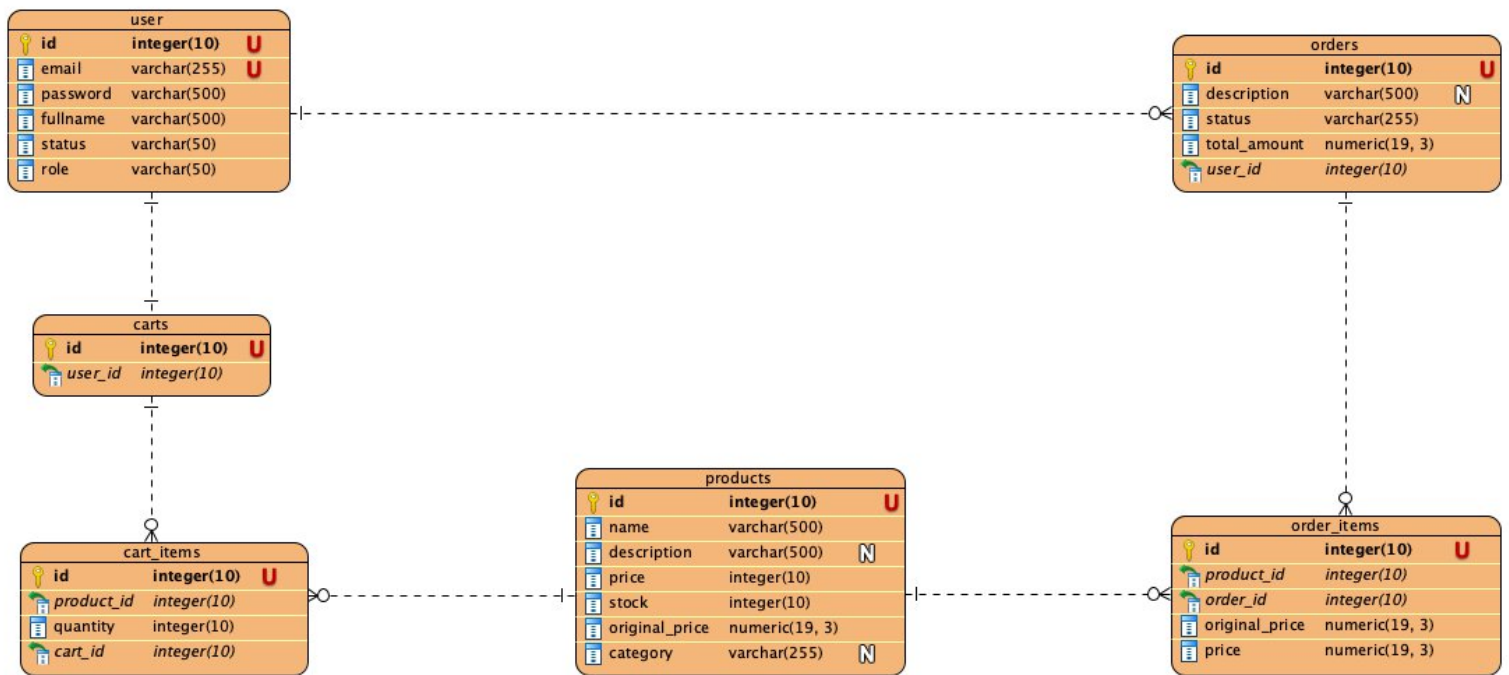 user
id integer(10) U
email varchar(255) U
password varchar(500)
fullname varchar(500)
status varchar(50)
role varchar(50)
orders
id integer(10) U
description varchar(500) N
status varchar(255)
total_amount numeric(19, 3)
user_id integer(10)
carts
id integer(10) U
user_id integer(10)
cart_items
id integer(10) U
product_id integer(10)
quantity integer(10)
cart_id integer(10)
products
id integer(10) U
name varchar(500)
description varchar(500) N
price integer(10)
stock integer(10)
original_price numeric(19, 3)
category varchar(255) N
order_items
id integer(10) U
product_id integer(10)
order_id integer(10)
original_price numeric(19, 3)
price numeric(19, 3)